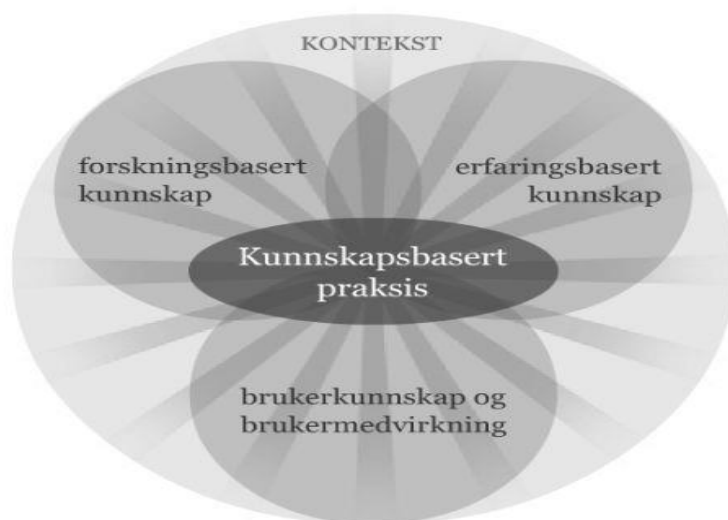 KONTEKST
forskningsbasert
kunnskap
erfaringsbasert
kunnskap
Kunnskapsbasert
praksis
brukerkunnskap og
brukermedvirkning